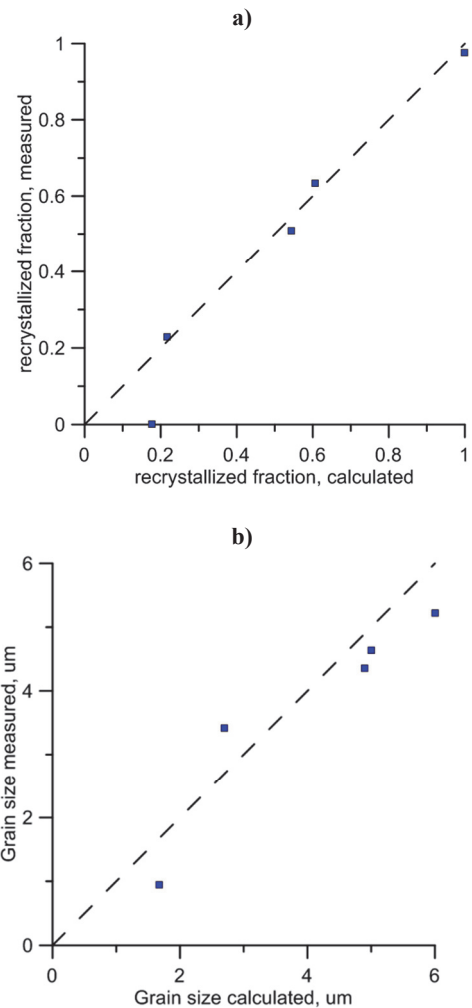 a)
1
0.8
0.6
0.4
0.2
0
recrystallized fraction, measured
0 0.2 0.4 0.6 0.8 1
recrystallized fraction, calculated
b)
6
4
2
0
Grain size measured, um
0 2 4 6
Grain size calculated, um